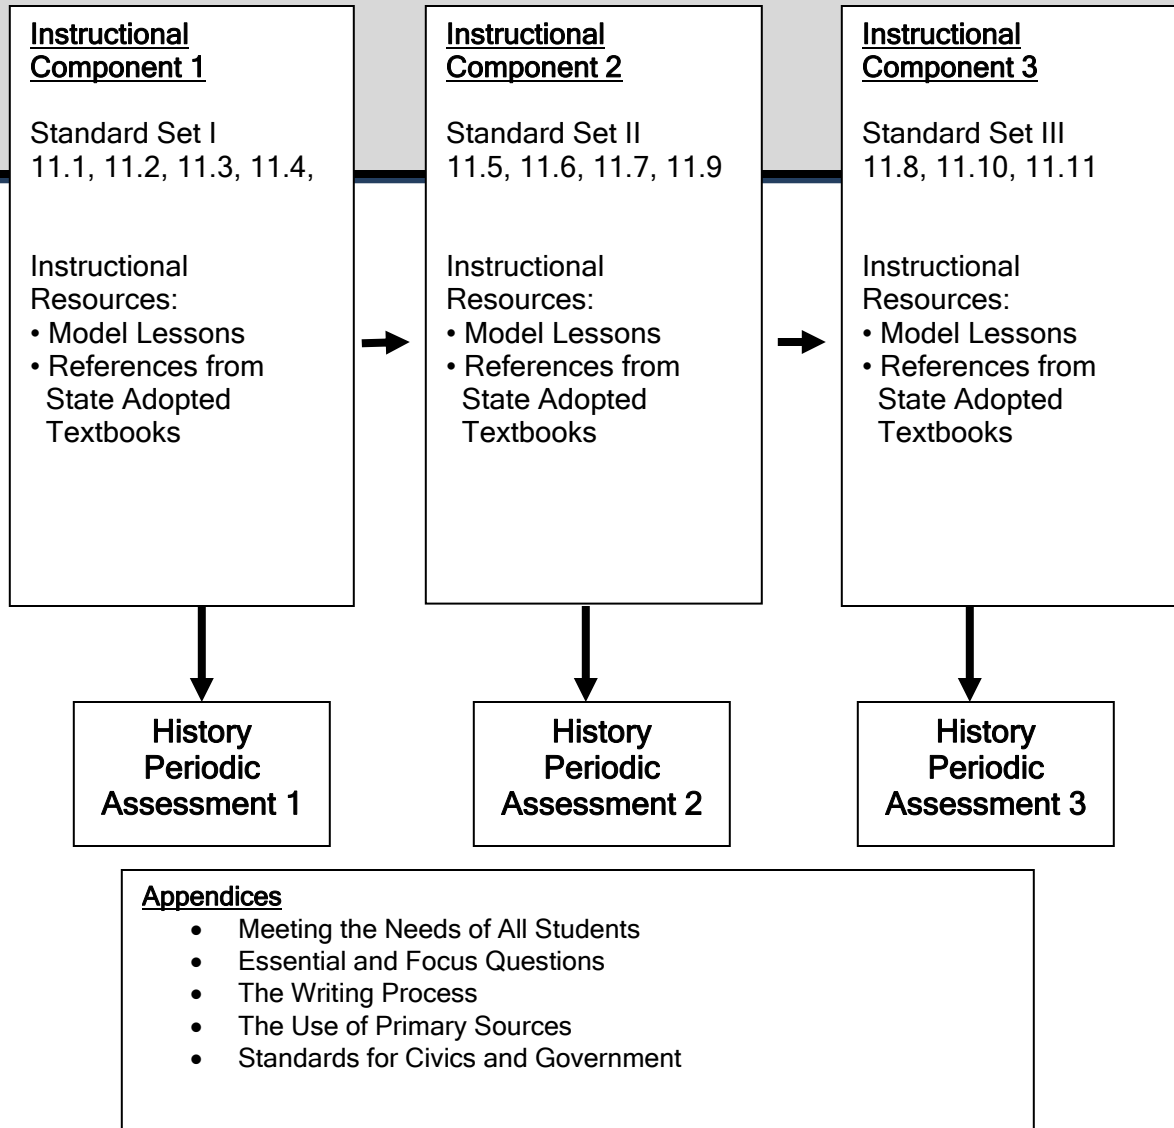 Instructional
Component 1
Standard Set I
11.1, 11.2, 11.3, 11.4,
Instructional
Resources:
• Model Lessons
• References from
State Adopted
Textbooks
Instructional
Component 2
Standard Set II
11.5, 11.6, 11.7, 11.9
Instructional
Resources:
• Model Lessons
• References from
State Adopted
Textbooks
Instructional
Component 3
Standard Set III
11.8, 11.10, 11.11
Instructional
Resources:
• Model Lessons
• References from
State Adopted
Textbooks
History
Periodic
Assessment 1
History
Periodic
Assessment 2
History
Periodic
Assessment 3
Appendices
• Meeting the Needs of All Students
• Essential and Focus Questions
• The Writing Process
• The Use of Primary Sources
• Standards for Civics and Government